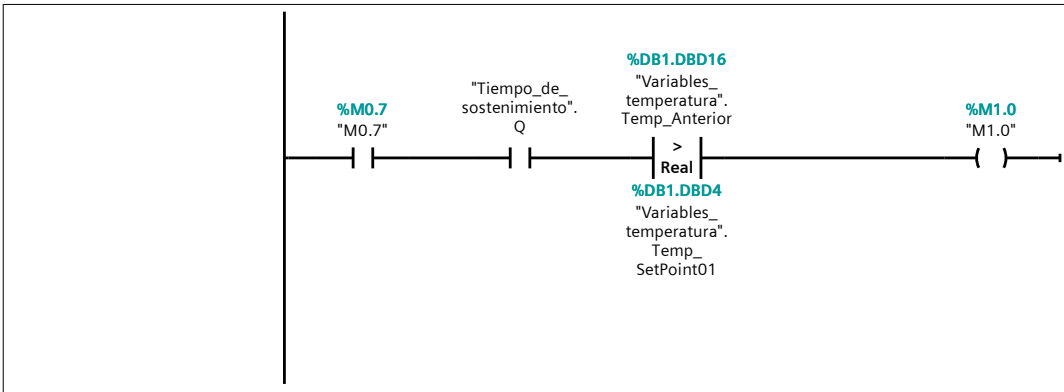 %M0.7
"M0.7"
"Tiempo_de_
sostenimiento".
Q
%DB1.DBD16
"Variables_
temperatura".
Temp_Anterior
>
Real
%DB1.DBD4
"Variables_
temperatura".
Temp_
SetPoint01
%M1.0
"M1.0"